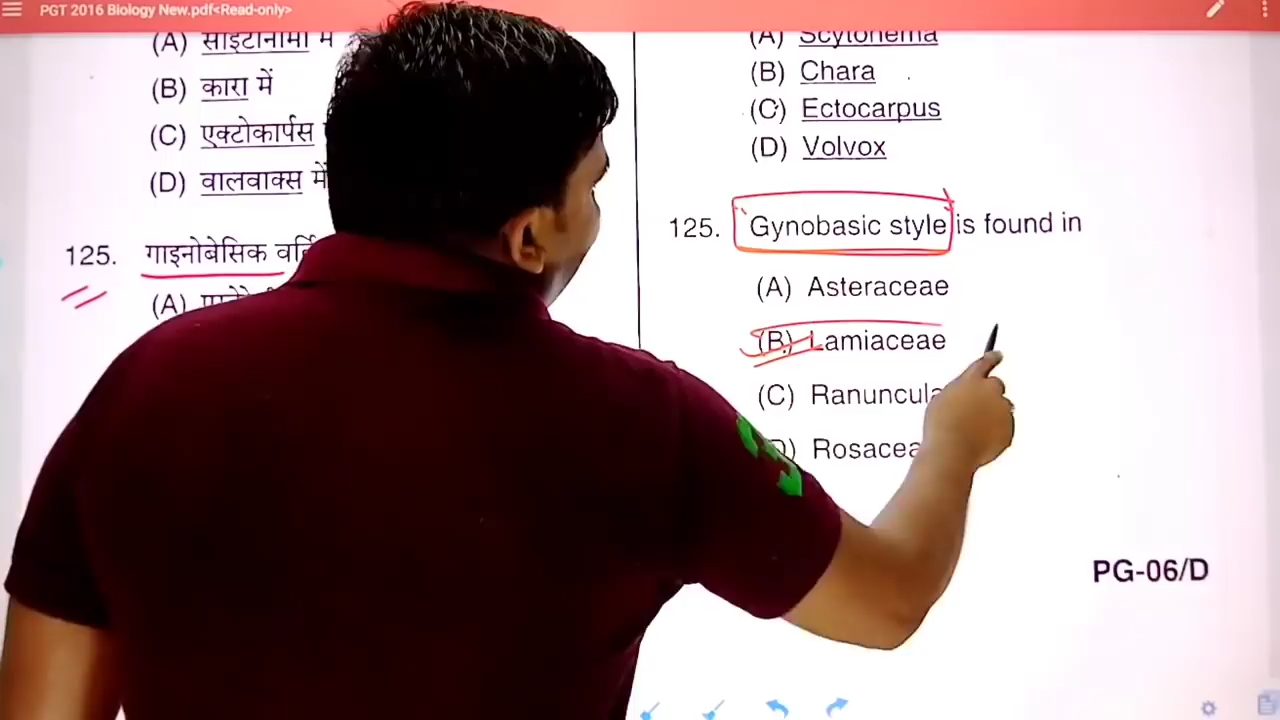 PGT 2016 Biology New.pdf<Read-only>
(A) साइटोनीमा में
(B) कारा में
(C) एक्टोकार्पस
(D) वालवाक्स में
125. गाइनोबेसिक
(A)
(A) Scytonema
(B) Chara
(C) Ectocarpus
(D) Volvox
125. Gynobasic style is found in
(A) Asteraceae
(B) Lamiaceae
(C) Ranuncula
(D) Rosacea
PG-06/D